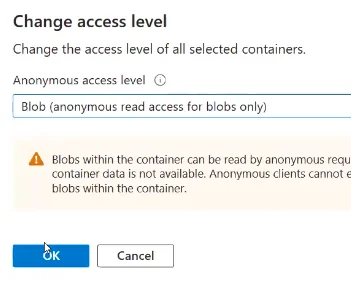 Change access level
Change the access level of all selected containers.
Anonymous access level
Blob (anonymous read access for blobs only)
Blobs within the container can be read by anonymous requ
container data is not available. Anonymous clients cannot e
blobs within the container.
OK
Cancel